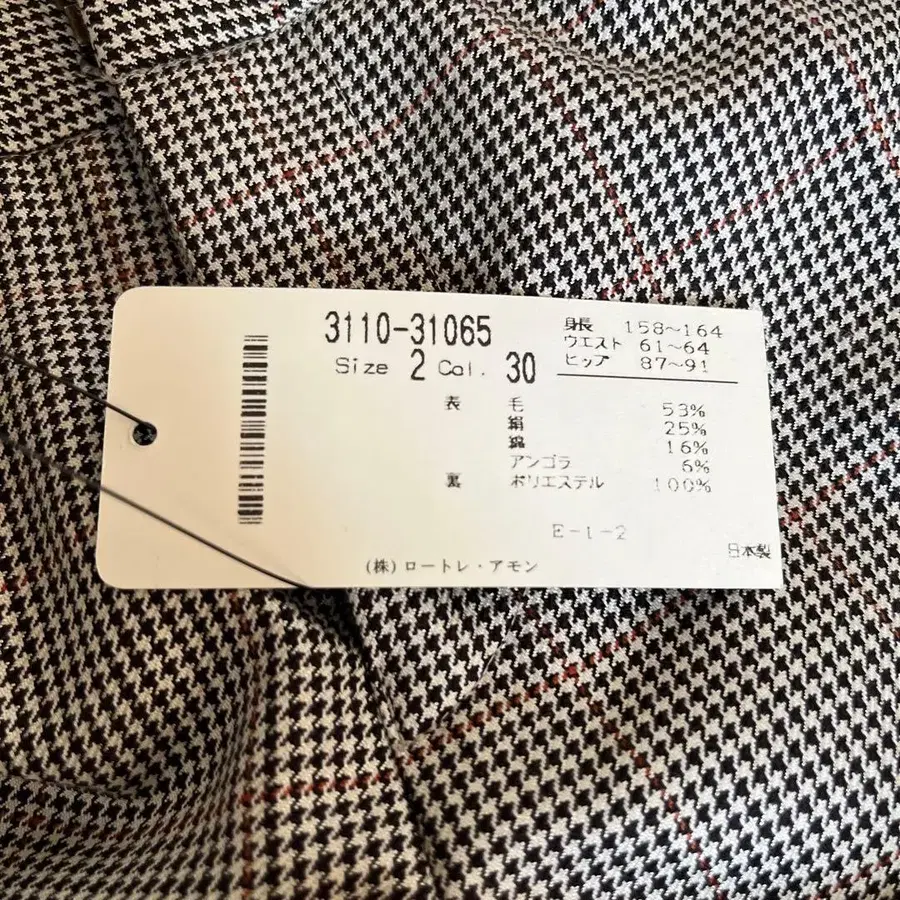 3110-31065
Size 2 Col. 30
身長 158〜164
ウエスト 61〜64
ヒップ 87〜91
表 毛 53%
絹 25%
綿 16%
アンゴラ 6%
裏 ポリエステル 100%
E-1-2
日本製
(株) ロートレ・アモン